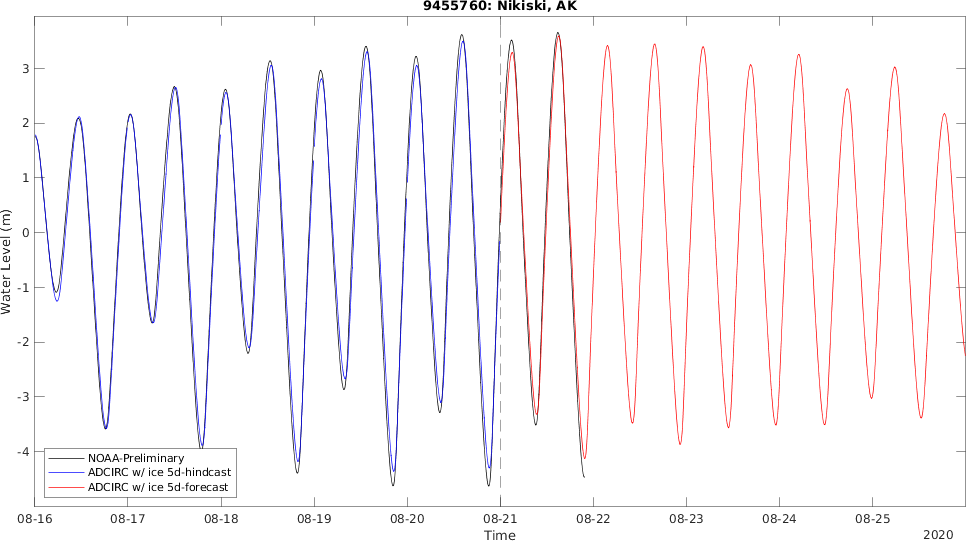 9455760: Nikiski, AK
Water Level (m)
3
2
1
0
-1
-2
-3
-4
NOAA-Preliminary
ADCIRC w/ ice 5d-hindcast
ADCIRC w/ ice 5d-forecast
08-16 08-17 08-18 08-19 08-20 08-21 08-22 08-23 08-24 08-25
Time
2020